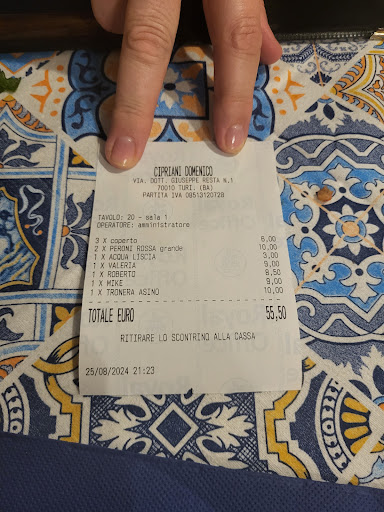 CIPRIANI DOMENICO
VIA. DOTT. GIUSEPPE RESTA N.1
70010 TURI. (BA)
PARTITA IVA 08513120728
TAVOLO: 20 - sala 1
OPERATORE: amministratore
3 X coperto 6,00
2 X PERONI ROSSA grande 10,00
1 X ACQUA LISCIA 3,00
1 X VALERIA 9,00
1 X ROBERTO 8,50
1 X MIKE 9,00
1 X TRONERA ASINO 10,00
TOTALE EURO 55,50
RITIRARE LO SCONTRINO ALLA CASSA
25/08/2024 21:23